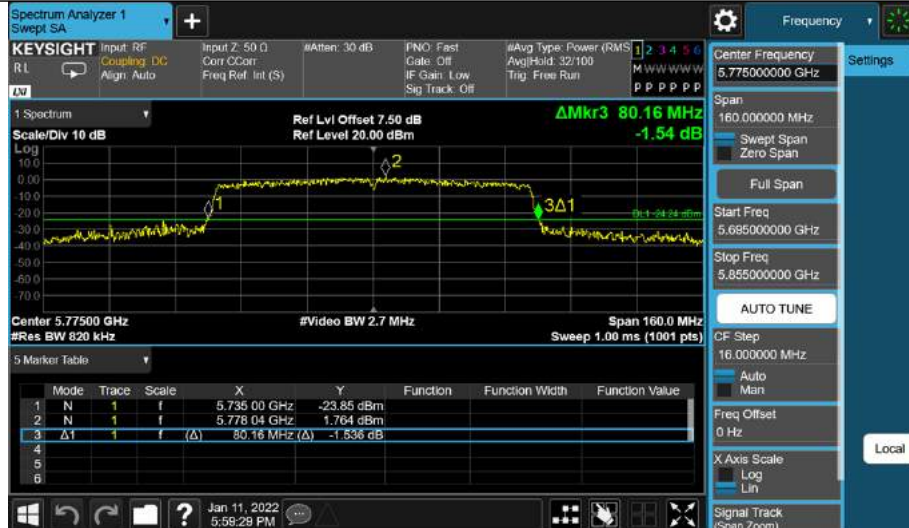 Spectrum Analyzer 1
Swept SA
+
Frequency
Settings
KEYSIGHT
RL
LXI
Input: RF
Coupling: DC
Align: Auto
Input Z: 50 Ω
Corr CCorr
Freq Ref: Int (S)
#Atten: 30 dB
PNO: Fast
Gate: Off
IF Gain: Low
Sig Track: Off
#Avg Type: Power (RMS
Avg|Hold: 32/100
Trig: Free Run
1 2 3 4 5 6
M W W W W W
P P P P P P
1 Spectrum
Scale/Div 10 dB
Ref Lvl Offset 7.50 dB
Ref Level 20.00 dBm
ΔMkr3 80.16 MHz
-1.54 dB
Log
10.0
0.00
-10.0
-20.0
-30.0
-40.0
-50.0
-60.0
-70.0
1
2
3Δ1
DL1 -24.24 dBm
Center 5.77500 GHz
#Res BW 820 kHz
#Video BW 2.7 MHz
Span 160.0 MHz
Sweep 1.00 ms (1001 pts)
5 Marker Table
Mode Trace Scale X Y Function Function Width Function Value
1 N 1 f 5.735 00 GHz -23.85 dBm
2 N 1 f 5.778 04 GHz 1.764 dBm
3 Δ1 1 f (Δ) 80.16 MHz (Δ) -1.536 dB
4
5
6
Center Frequency
5.775000000 GHz
Span
160.000000 MHz
Swept Span
Zero Span
Full Span
Start Freq
5.695000000 GHz
Stop Freq
5.855000000 GHz
AUTO TUNE
CF Step
16.000000 MHz
Auto
Man
Freq Offset
0 Hz
X Axis Scale
Log
Lin
Signal Track
(Span Zoom)
Local
?
Jan 11, 2022
5:59:29 PM